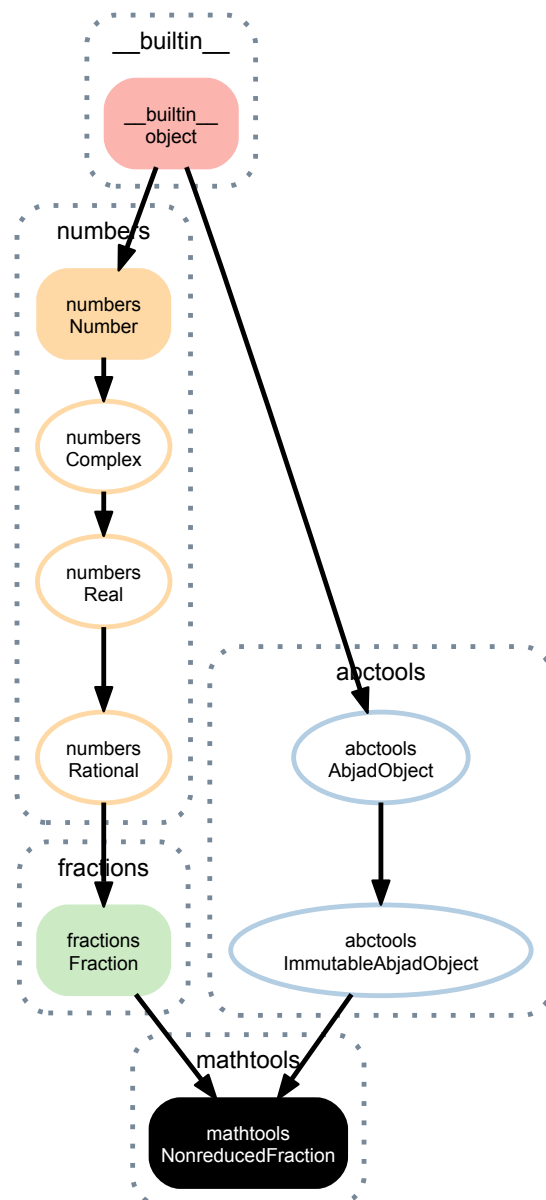 __builtin__
__builtin__
object
numbers
numbers
Number
numbers
Complex
numbers
Real
abctools
numbers
Rational
abctools
AbjadObject
fractions
fractions
Fraction
abctools
ImmutableAbjadObject
mathtools
mathtools
NonreducedFraction